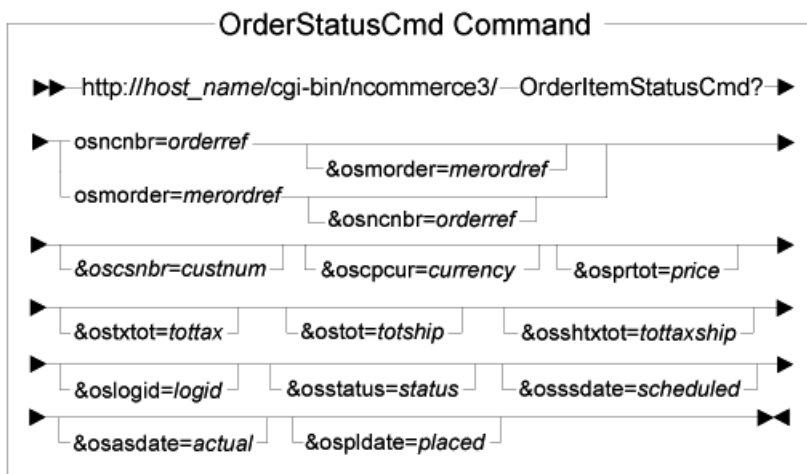 OrderStatusCmd Command
http://host_name/cgi-bin/ncommerce3/ OrderItemStatusCmd?
osncnbr=orderref
&osmorder=merordref
osmorder=merordref
&osncnbr=orderref
&oscsnbr=custnum &oscpcur=currency &osprtot=price
&ostxtot=tottax &ostot=totship &osshtxtot=tottaxship
&oslogid=logid &osstatus=status &osssdate=scheduled
&osasdate=actual &ospldate=placed